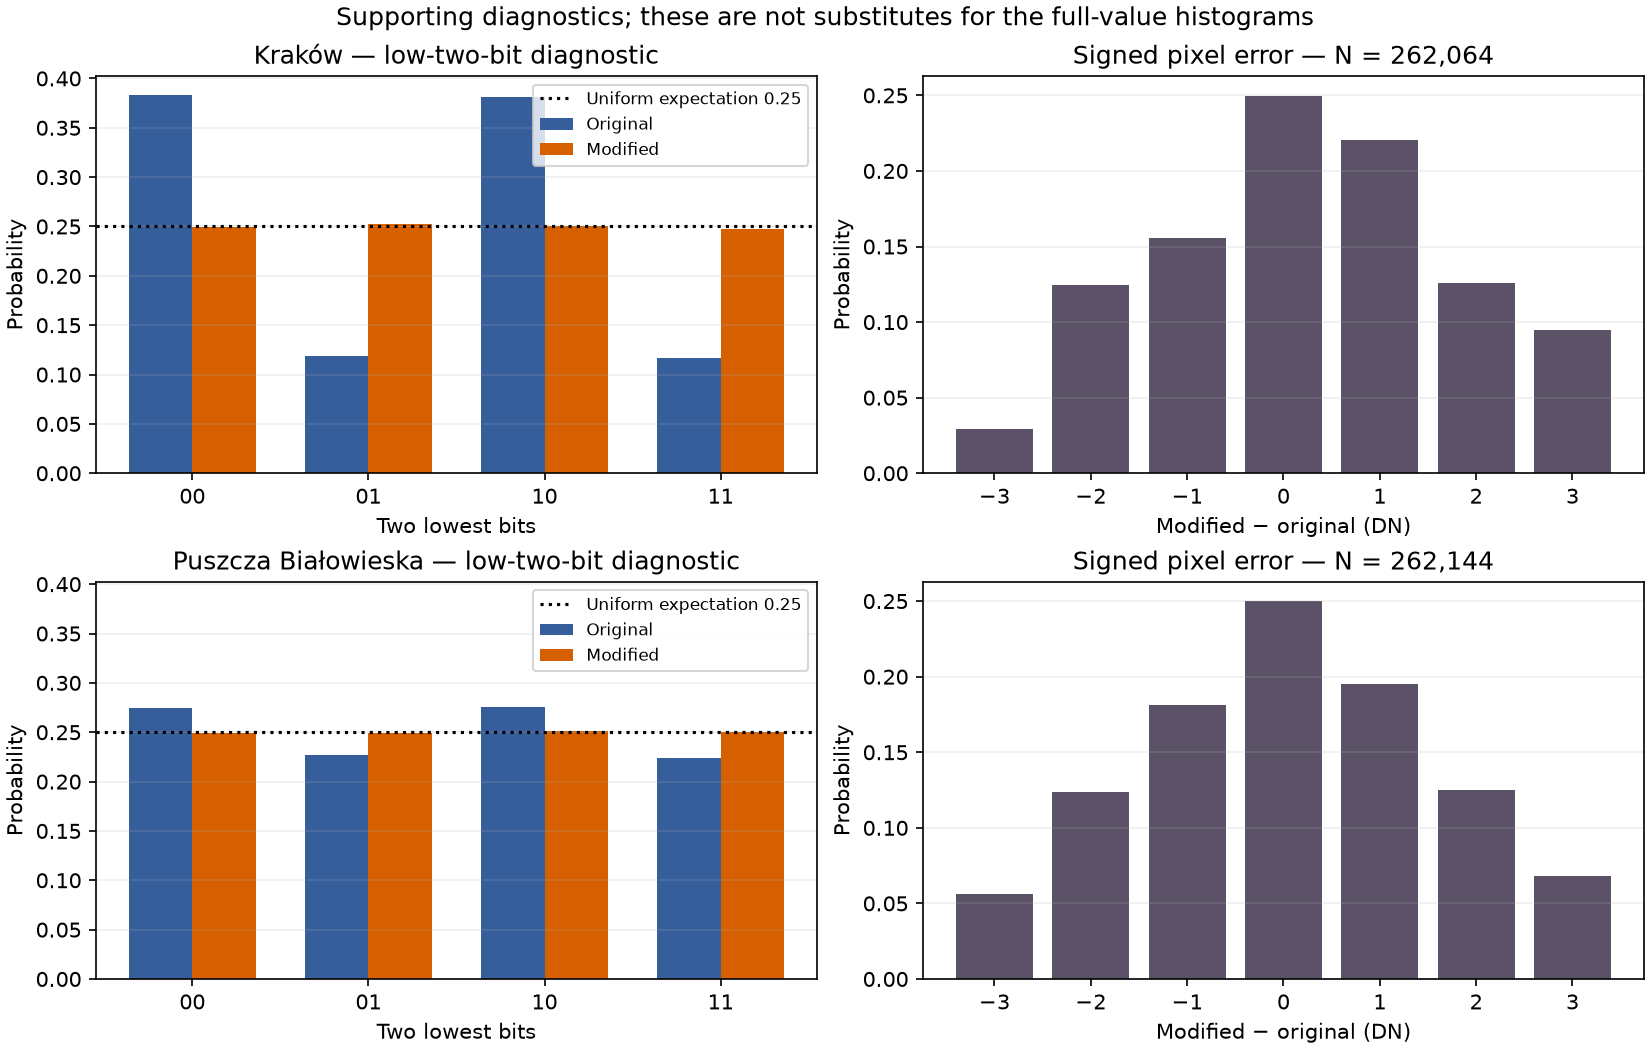 Supporting diagnostics; these are not substitutes for the full-value histograms
Kraków — low-two-bit diagnostic
Probability
0.40
0.35
0.30
0.25
0.20
0.15
0.10
0.05
0.00
Uniform expectation 0.25
Original
Modified
00 01 10 11
Two lowest bits
Signed pixel error — N = 262,064
Probability
0.25
0.20
0.15
0.10
0.05
0.00
−3 −2 −1 0 1 2 3
Modified − original (DN)
Puszcza Białowieska — low-two-bit diagnostic
Probability
0.40
0.35
0.30
0.25
0.20
0.15
0.10
0.05
0.00
Uniform expectation 0.25
Original
Modified
00 01 10 11
Two lowest bits
Signed pixel error — N = 262,144
Probability
0.25
0.20
0.15
0.10
0.05
0.00
−3 −2 −1 0 1 2 3
Modified − original (DN)